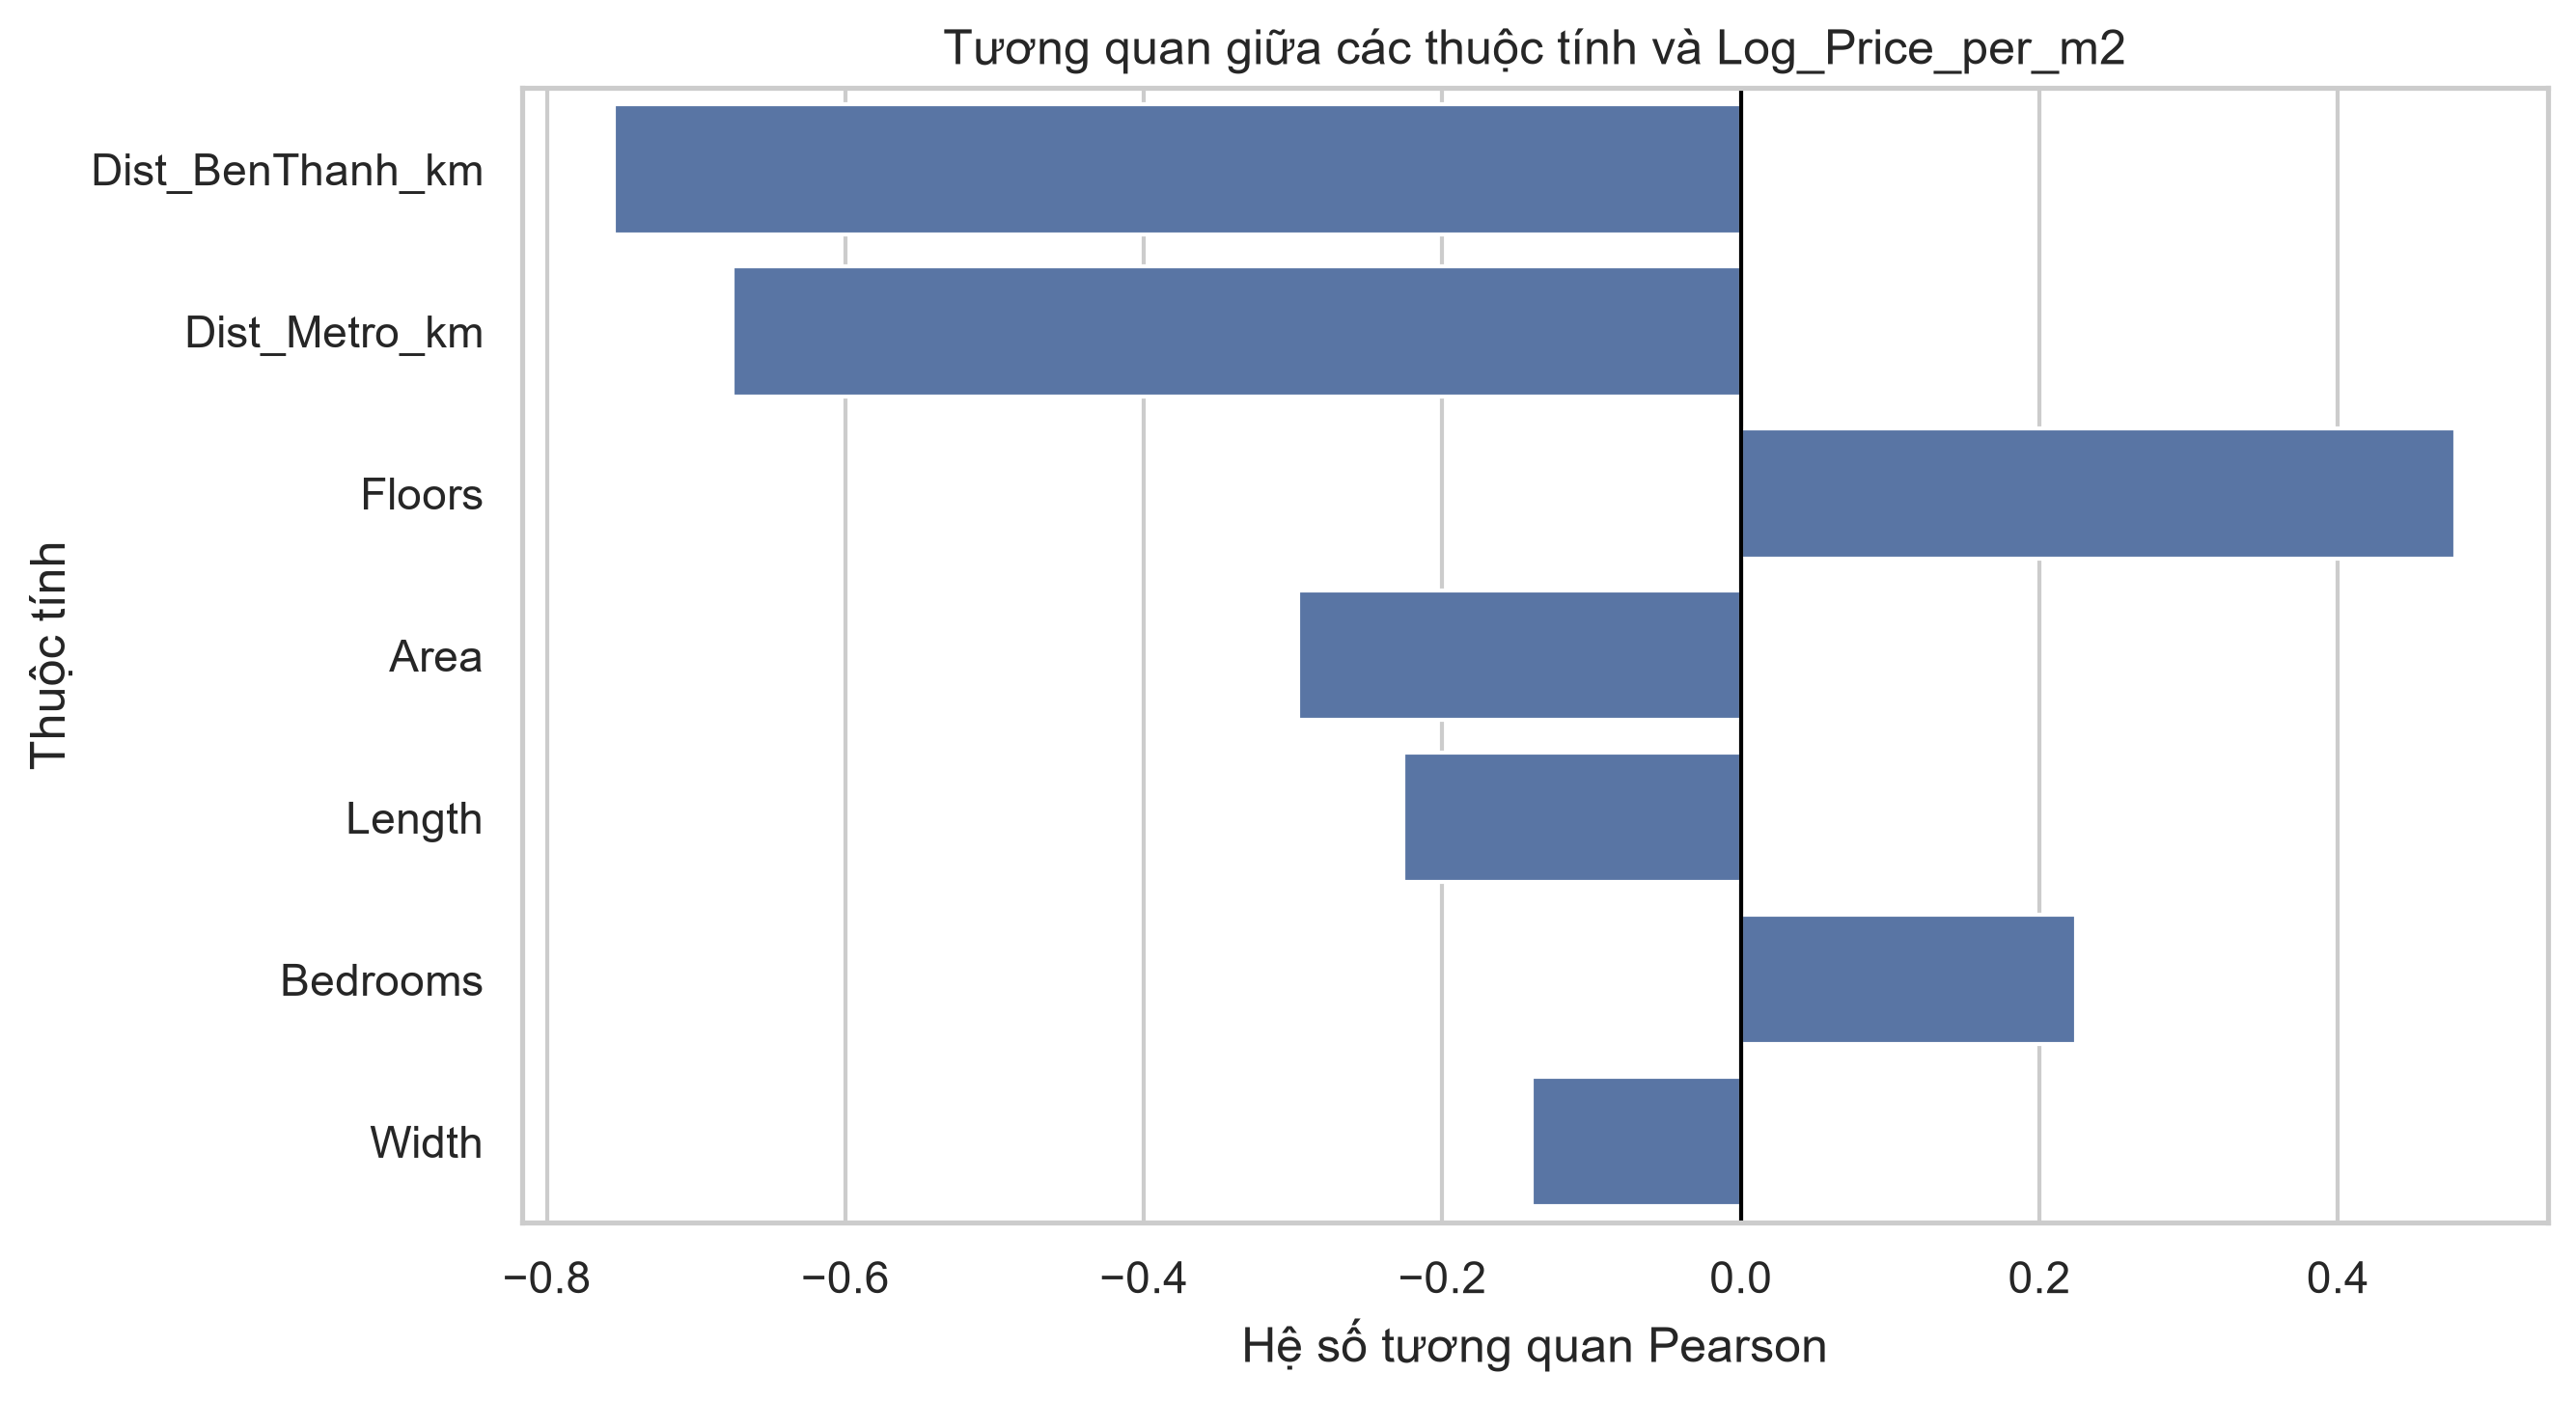 Tương quan giữa các thuộc tính và Log_Price_per_m2
Thuộc tính
Dist_BenThanh_km
Dist_Metro_km
Floors
Area
Length
Bedrooms
Width
−0.8 −0.6 −0.4 −0.2 0.0 0.2 0.4
Hệ số tương quan Pearson